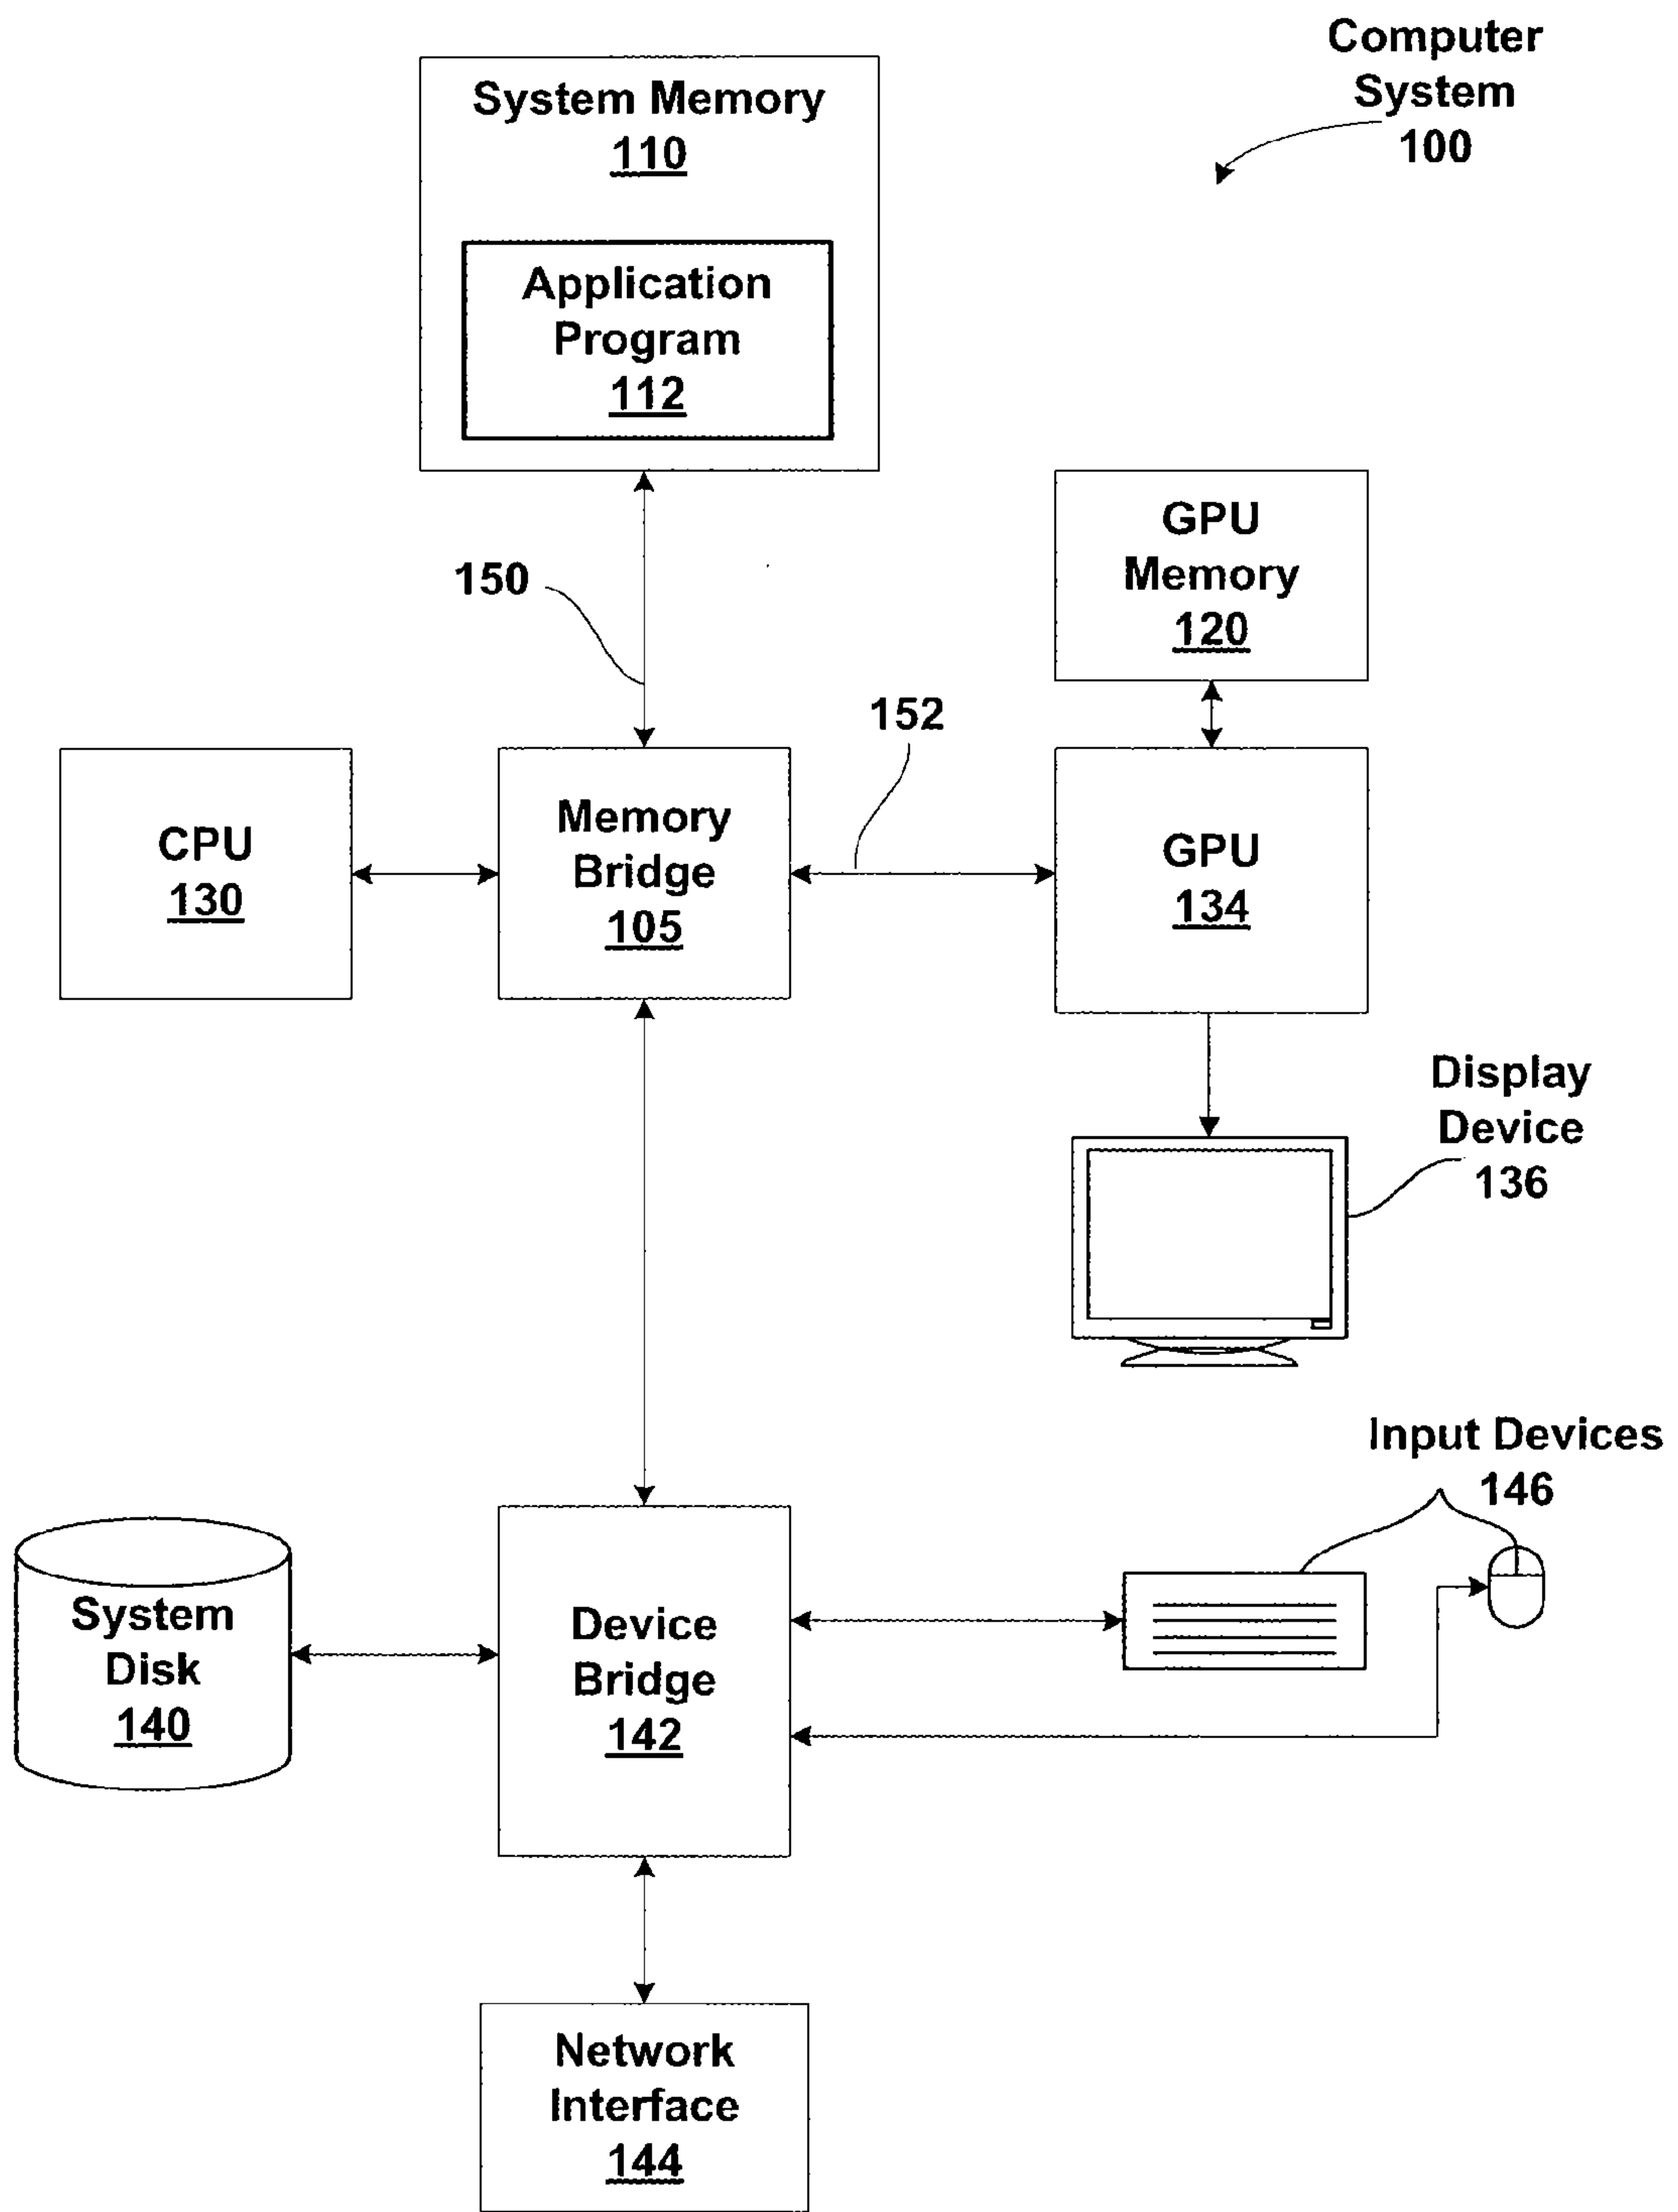 Computer
System
100
System Memory
110
Application
Program
112
GPU
Memory
120
150
152
CPU
130
Memory
Bridge
105
GPU
134
Display
Device
136
Input Devices
146
System
Disk
140
Device
Bridge
142
Network
Interface
144